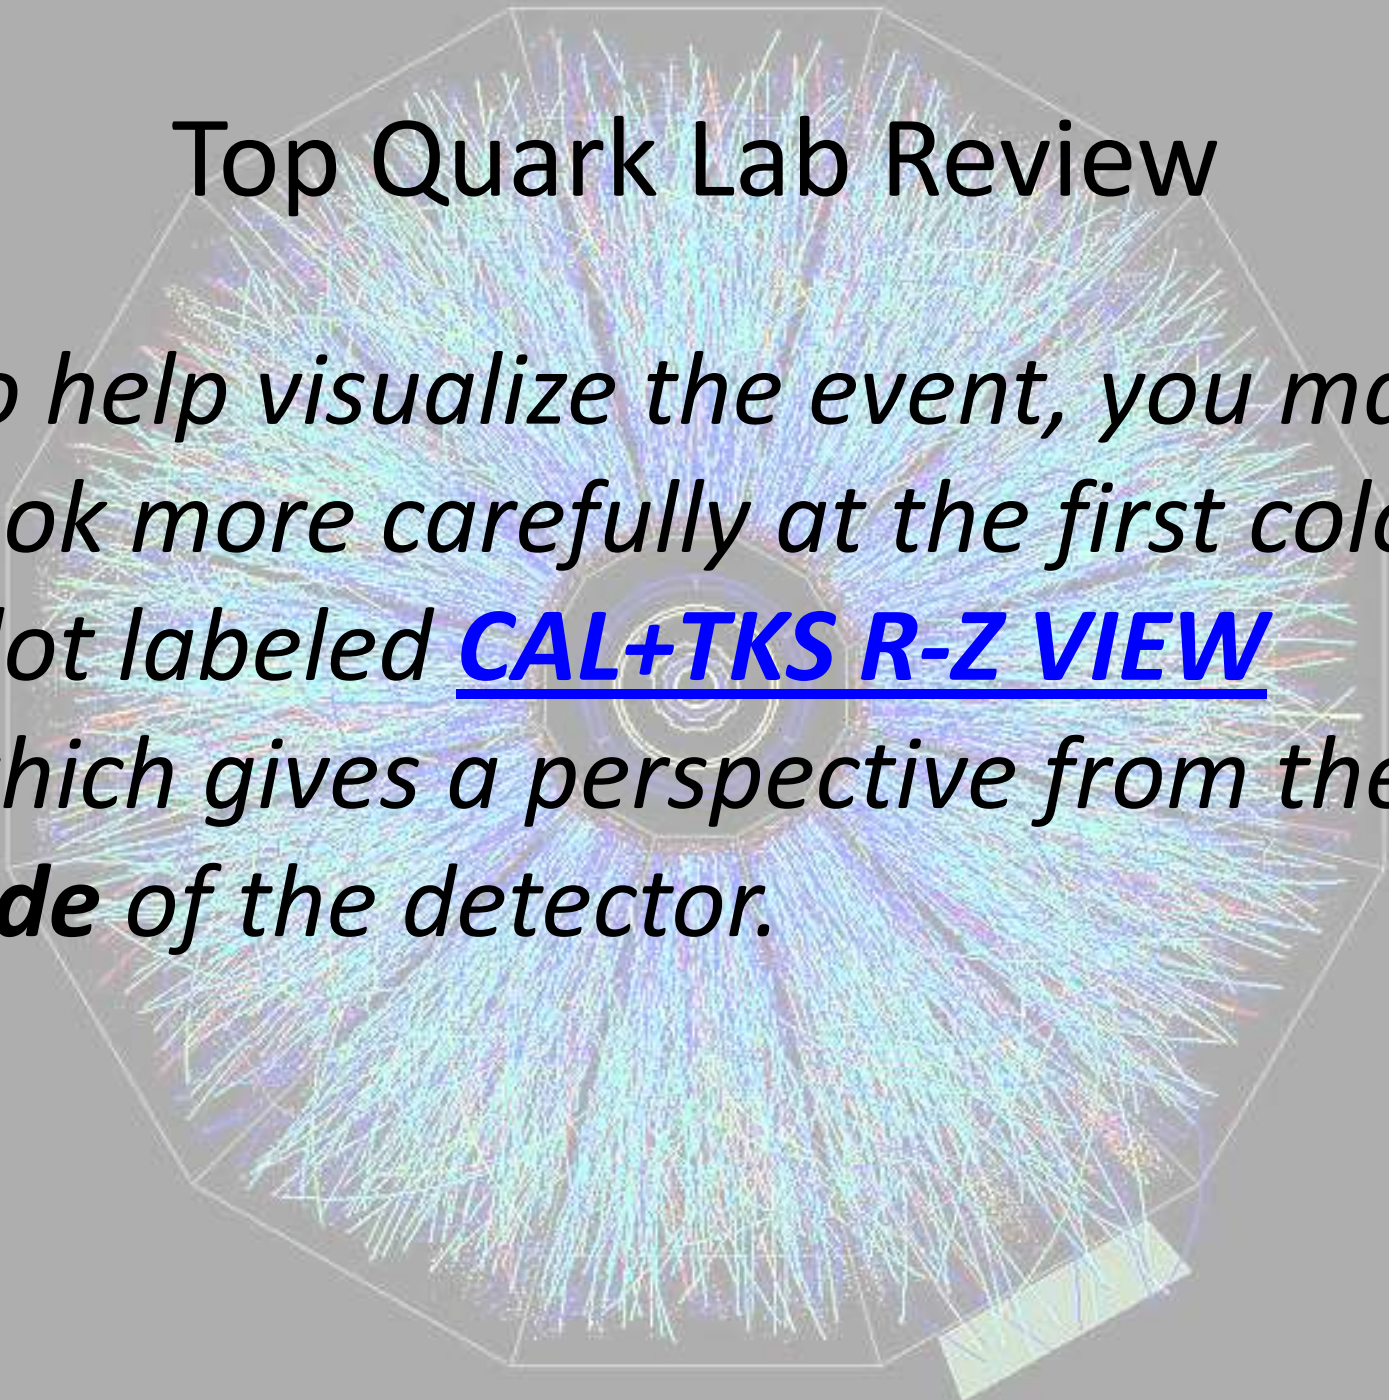 Top Quark Lab Review
o help visualize the event, you ma
ok more carefully at the first colo
lot labeled CAL+TKS R-Z VIEW
hich gives a perspective from the
de of the detector.